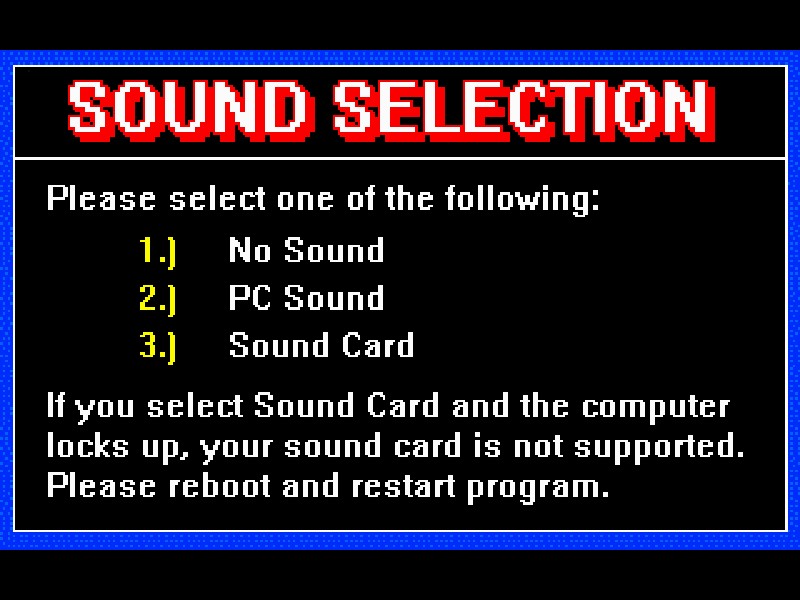 SOUND SELECTION
Please select one of the following:
1.) No Sound
2.) PC Sound
3.) Sound Card
If you select Sound Card and the computer
locks up, your sound card is not supported.
Please reboot and restart program.